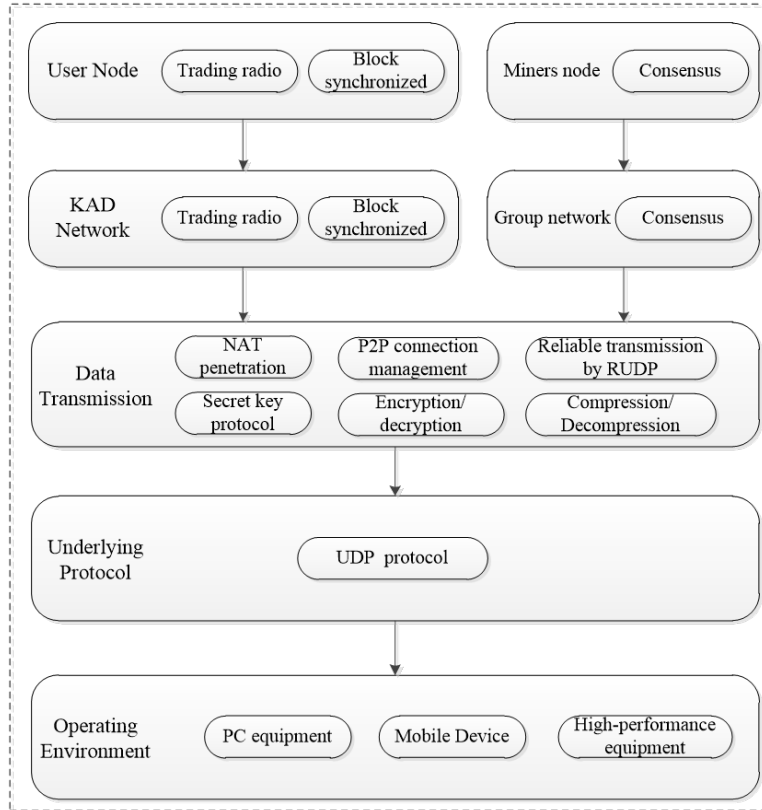 User Node
Trading radio
Block
synchronized
Miners node
Consensus
KAD
Network
Trading radio
Block
synchronized
Group network
Consensus
Data
Transmission
NAT
penetration
P2P connection
management
Reliable transmission
by RUDP
Secret key
protocol
Encryption/
decryption
Compression/
Decompression
Underlying
Protocol
UDP protocol
Operating
Environment
PC equipment
Mobile Device
High-performance
equipment